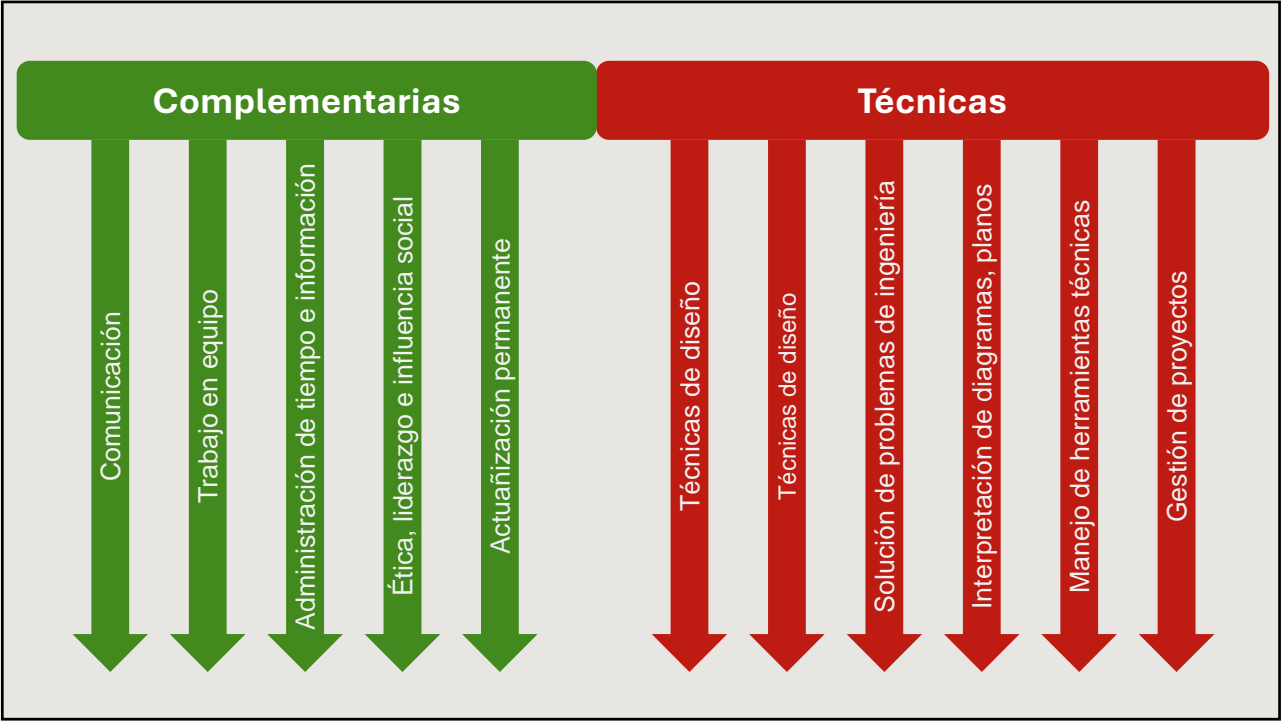 Complementarias
Técnicas
Comunicación
Trabajo en equipo
Administración de tiempo e información
Ética, liderazgo e influencia social
Actuañización permanente
Técnicas de diseño
Técnicas de diseño
Solución de problemas de ingeniería
Interpretación de diagramas, planos
Manejo de herramientas técnicas
Gestión de proyectos